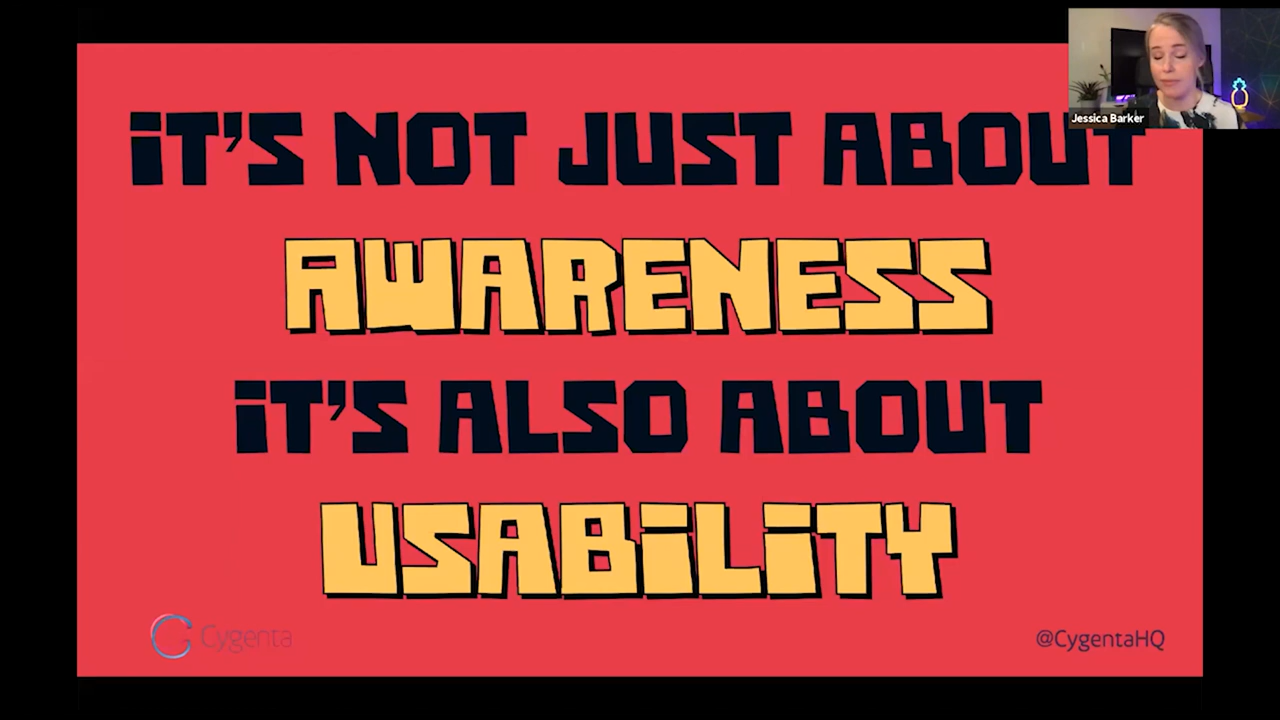 iT'S NOT JUST ABOUT
Jessica Barker
AWARENESS
iT'S ALSO ABOUT
USABiLiTY
Cygenta
@CygentaHQ